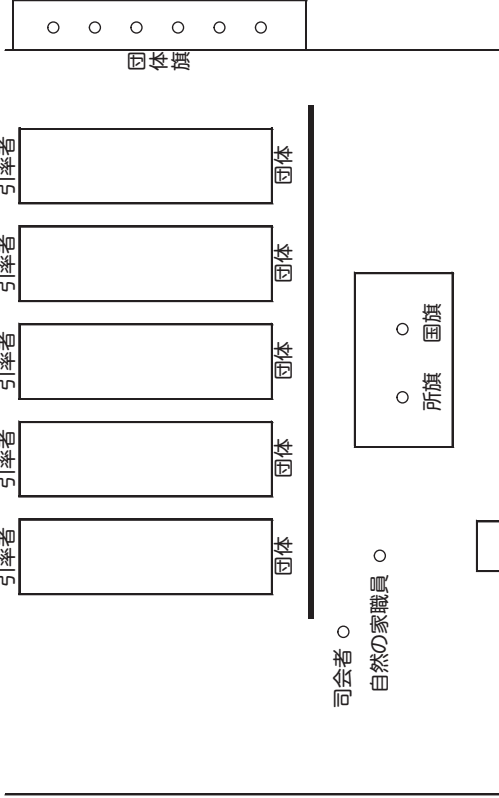 引率者
引率者
引率者
引率者
引率者
団体旗
団体
団体
団体
団体
団体
司会者
自然の家職員
所旗
国旗